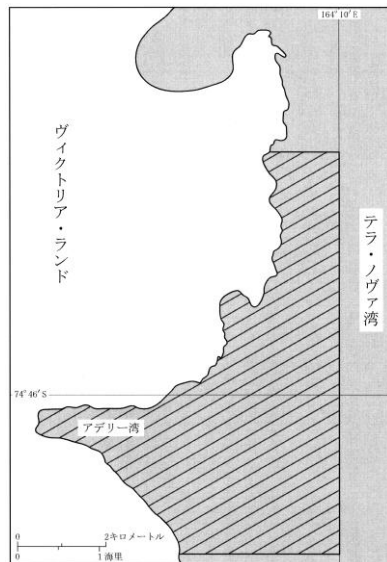 164°10′E
ヴィクトリア・ランド
テラ・ノヴァ湾
74°46′S
アデリー湾
0 2キロメートル
0 1海里